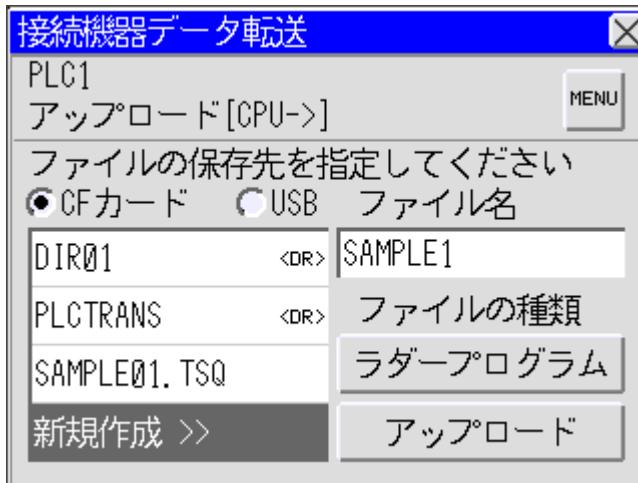 接続機器データ転送
PLC1
アップロード[CPU->]
MENU
ファイルの保存先を指定してください
CFカード USB ファイル名
DIR01 <DR> SAMPLE1
PLCTRANS <DR> ファイルの種類
SAMPLE01.TSQ ラダープログラム
新規作成 >> アップロード